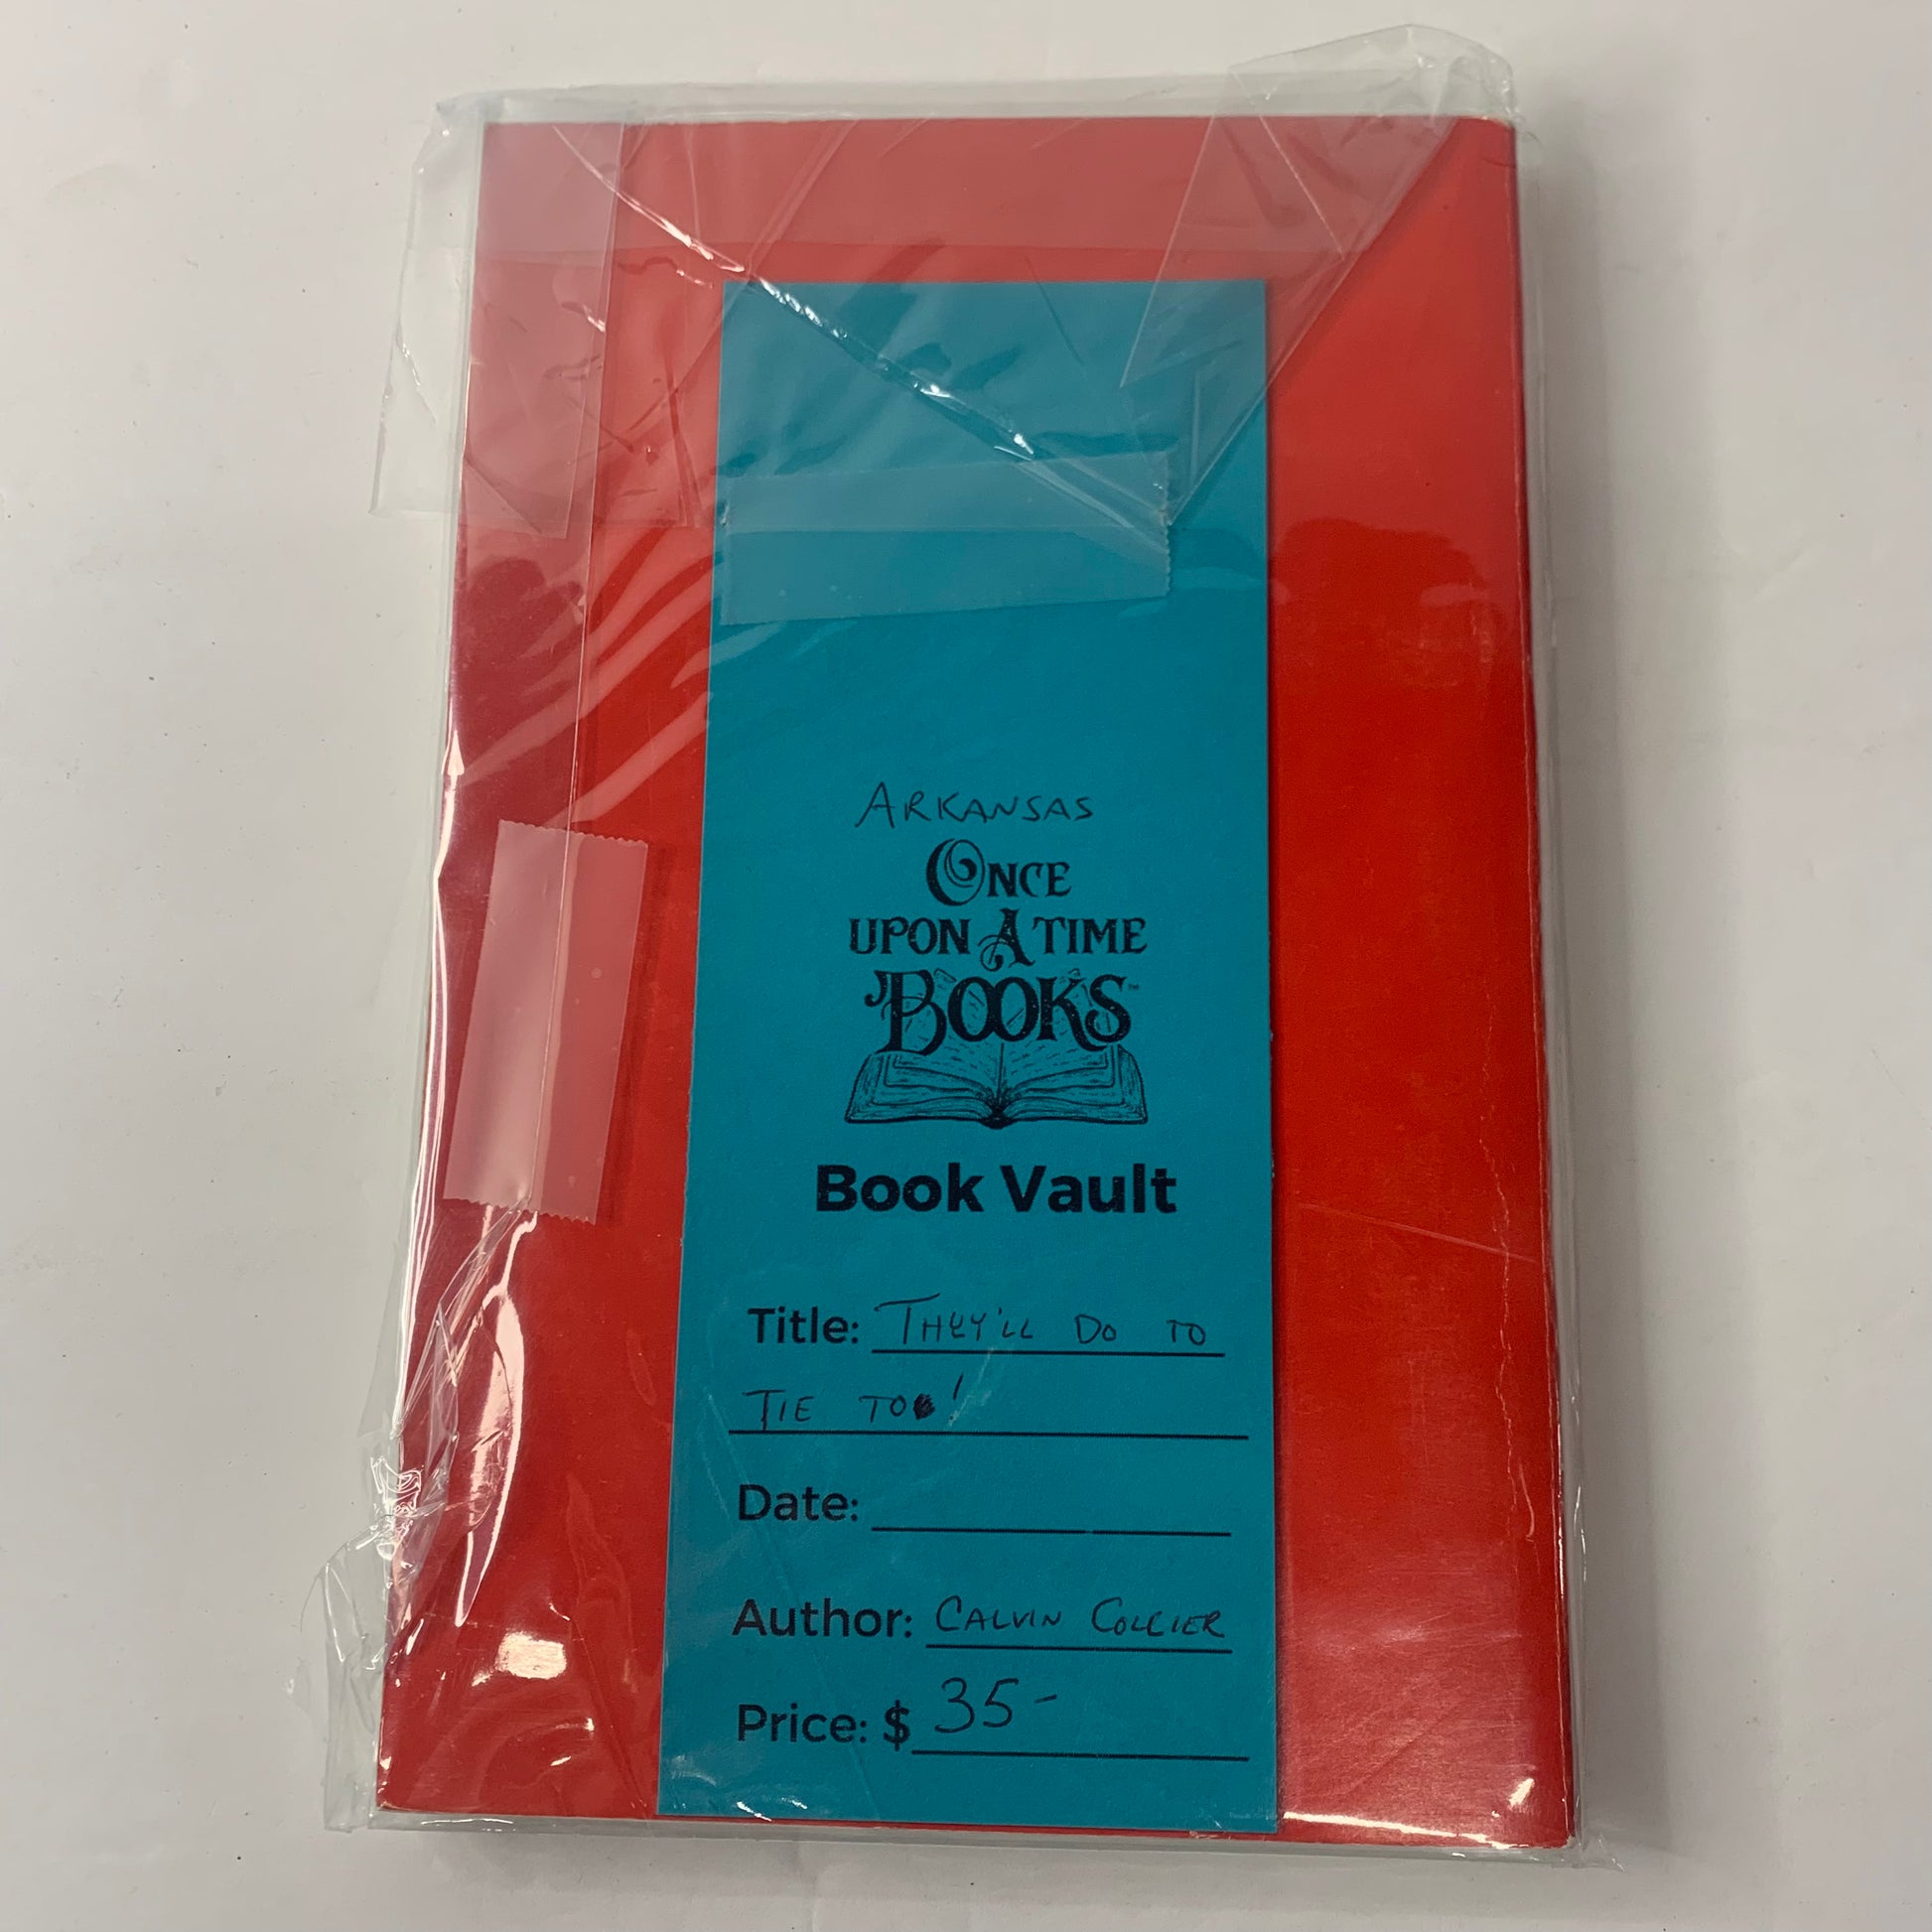 ARKANSAS
ONCE
UPON A TIME
BOOKS™
Book Vault
Title: THEY'LL DO TO
TIE TO!
Date:
Author: CALVIN COLLIER
Price: $ 35-